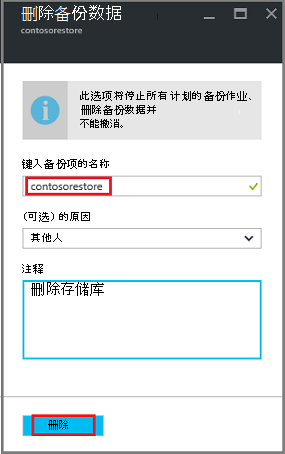 删除备份数据
contosorestore
此选项将停止所有计划的备份作业、
删除备份数据并
不能撤消。
键入备份项的名称
contosorestore
(可选) 的原因
其他人
注释
删除存储库
删除